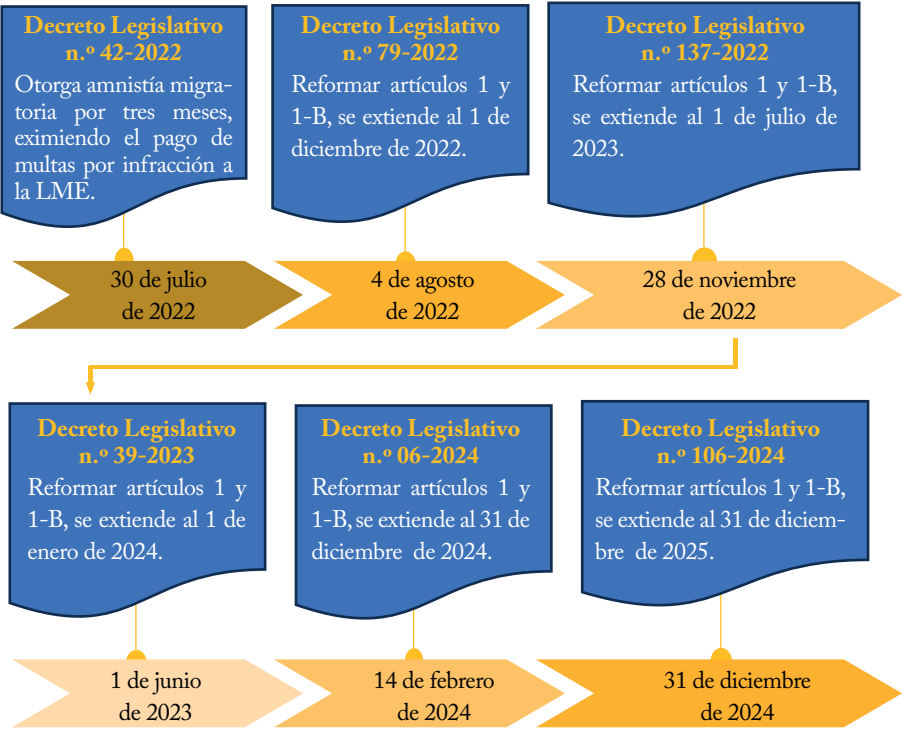 Decreto Legislativo
n.º 42-2022
Otorga amnistía migra-
toria por tres meses,
eximiendo el pago de
multas por infracción a
la LME.
30 de julio
de 2022
Decreto Legislativo
n.º 79-2022
Reformar artículos 1 y
1-B, se extiende al 1 de
diciembre de 2022.
4 de agosto
de 2022
Decreto Legislativo
n.º 137-2022
Reformar artículos 1 y 1-B,
se extiende al 1 de julio de
2023.
28 de noviembre
de 2022
Decreto Legislativo
n.º 39-2023
Reformar artículos 1 y
1-B, se extiende al 1 de
enero de 2024.
1 de junio
de 2023
Decreto Legislativo
n.º 06-2024
Reformar artículos 1 y
1-B, se extiende al 31 de
diciembre de 2024.
14 de febrero
de 2024
Decreto Legislativo
n.º 106-2024
Reformar artículos 1 y 1-B,
se extiende al 31 de diciem-
bre de 2025.
31 de diciembre
de 2024